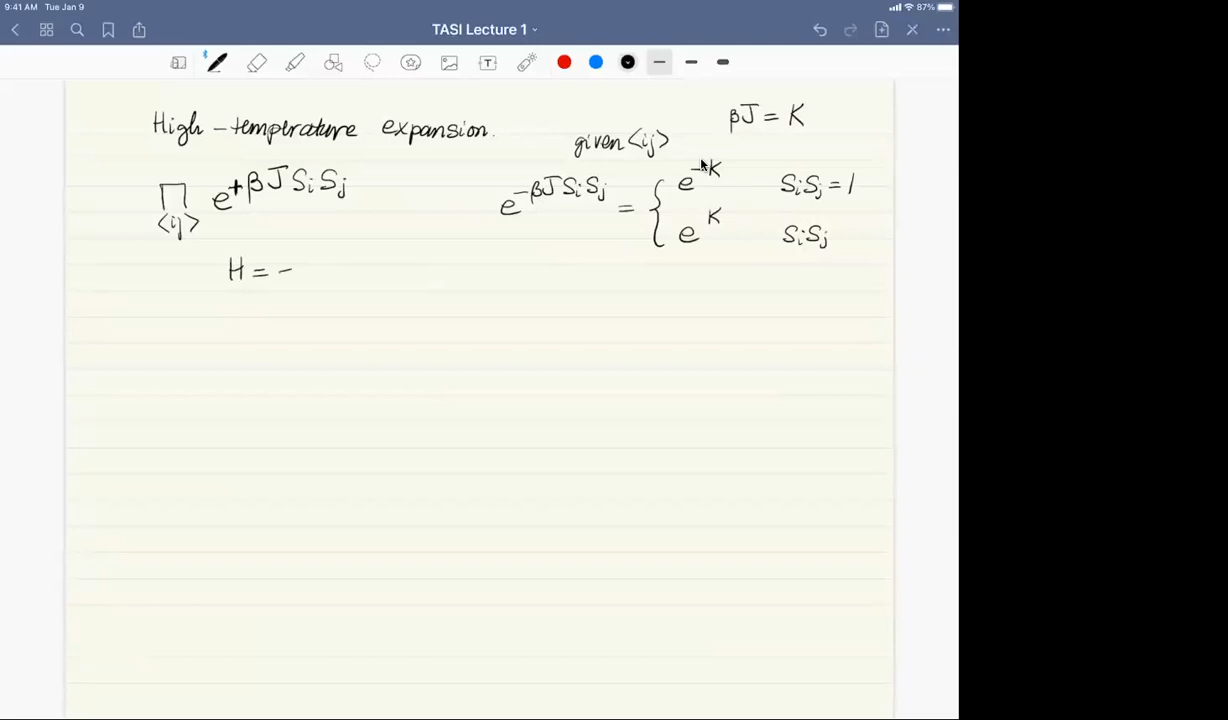 9:41 AM Tue Jan 9
87%
TASI Lecture 1
βJ = K
High-temperature expansion.
given <ij>
∏ e^{+βJ S_i S_j}
<ij>
e^{-βJ S_i S_j} = { e^{-K} S_i S_j = 1
e^{K} S_i S_j
H = -